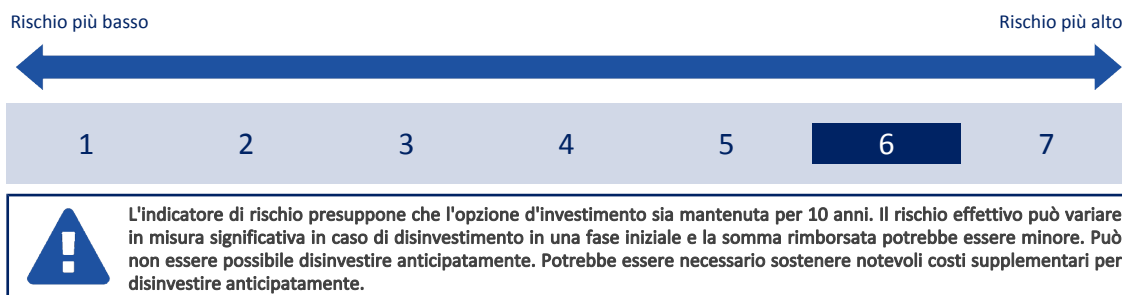 Rischio più basso Rischio più alto
1 2 3 4 5 6 7
L'indicatore di rischio presuppone che l'opzione d'investimento sia mantenuta per 10 anni. Il rischio effettivo può variare
in misura significativa in caso di disinvestimento in una fase iniziale e la somma rimborsata potrebbe essere minore. Può
non essere possibile disinvestire anticipatamente. Potrebbe essere necessario sostenere notevoli costi supplementari per
disinvestire anticipatamente.